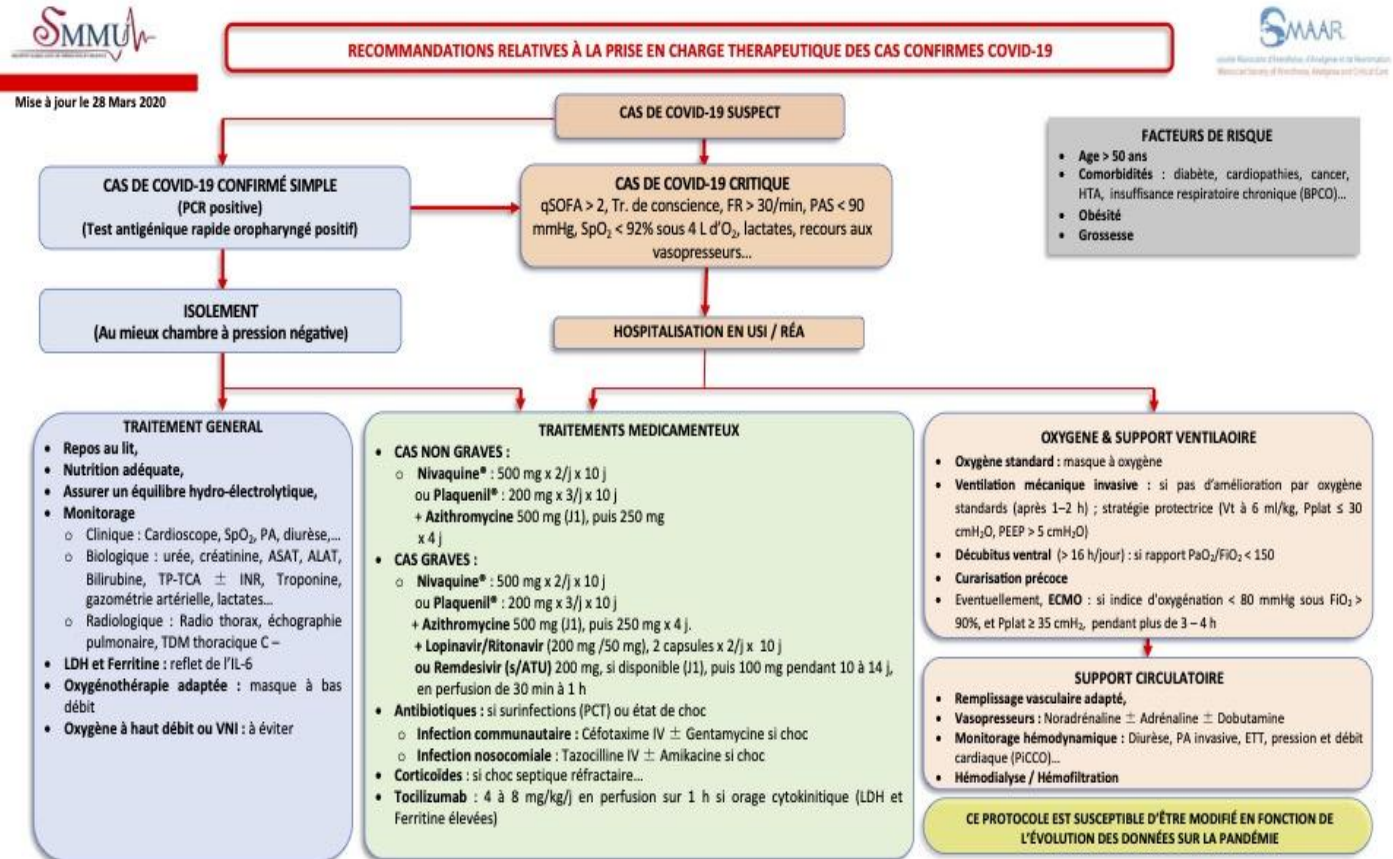 SMMU
SMAAR
RECOMMANDATIONS RELATIVES À LA PRISE EN CHARGE THERAPEUTIQUE DES CAS CONFIRMES COVID-19
Mise à jour le 28 Mars 2020
CAS DE COVID-19 SUSPECT
CAS DE COVID-19 CONFIRMÉ SIMPLE
(PCR positive)
(Test antigénique rapide oropharyngé positif)
CAS DE COVID-19 CRITIQUE
qSOFA > 2, Tr. de conscience, FR > 30/min, PAS < 90
mmHg, SpO₂ < 92% sous 4 L d'O₂, lactates, recours aux
vasopresseurs...
FACTEURS DE RISQUE
• Age > 50 ans
• Comorbidités : diabète, cardiopathies, cancer,
HTA, insuffisance respiratoire chronique (BPCO)...
• Obésité
• Grossesse
ISOLEMENT
(Au mieux chambre à pression négative)
HOSPITALISATION EN USI / RÉA
TRAITEMENT GENERAL
• Repos au lit,
• Nutrition adéquate,
• Assurer un équilibre hydro-électrolytique,
• Monitorage
o Clinique : Cardioscope, SpO₂, PA, diurèse,...
o Biologique : urée, créatinine, ASAT, ALAT,
Bilirubine, TP-TCA ± INR, Troponine,
gazométrie artérielle, lactates...
o Radiologique : Radio thorax, échographie
pulmonaire, TDM thoracique C –
• LDH et Ferritine : reflet de l'IL-6
• Oxygénothérapie adaptée : masque à bas
débit
• Oxygène à haut débit ou VNI : à éviter
TRAITEMENTS MEDICAMENTEUX
• CAS NON GRAVES :
o Nivaquine® : 500 mg x 2/j x 10 j
ou Plaquenil® : 200 mg x 3/j x 10 j
+ Azithromycine 500 mg (J1), puis 250 mg
x 4 j
• CAS GRAVES :
o Nivaquine® : 500 mg x 2/j x 10 j
ou Plaquenil® : 200 mg x 3/j x 10 j
+ Azithromycine 500 mg (J1), puis 250 mg x 4 j.
+ Lopinavir/Ritonavir (200 mg /50 mg), 2 capsules x 2/j x 10 j
ou Remdesivir (s/ATU) 200 mg, si disponible (J1), puis 100 mg pendant 10 à 14 j,
en perfusion de 30 min à 1 h
• Antibiotiques : si surinfections (PCT) ou état de choc
o Infection communautaire : Céfotaxime IV ± Gentamycine si choc
o Infection nosocomiale : Tazocilline IV ± Amikacine si choc
• Corticoïdes : si choc septique réfractaire...
• Tocilizumab : 4 à 8 mg/kg/j en perfusion sur 1 h si orage cytokinitique (LDH et
Ferritine élevées)
OXYGENE & SUPPORT VENTILAOIRE
• Oxygène standard : masque à oxygène
• Ventilation mécanique invasive : si pas d'amélioration par oxygène
standards (après 1–2 h) ; stratégie protectrice (Vt à 6 ml/kg, Pplat ≤ 30
cmH₂O, PEEP > 5 cmH₂O)
• Décubitus ventral (> 16 h/jour) : si rapport PaO₂/FiO₂ < 150
• Curarisation précoce
• Eventuellement, ECMO : si indice d'oxygénation < 80 mmHg sous FiO₂ >
90%, et Pplat ≥ 35 cmH₂, pendant plus de 3 – 4 h
SUPPORT CIRCULATOIRE
• Remplissage vasculaire adapté,
• Vasopresseurs : Noradrénaline ± Adrénaline ± Dobutamine
• Monitorage hémodynamique : Diurèse, PA invasive, ETT, pression et débit
cardiaque (PiCCO)...
• Hémodialyse / Hémofiltration
CE PROTOCOLE EST SUSCEPTIBLE D'ÊTRE MODIFIÉ EN FONCTION DE
L'ÉVOLUTION DES DONNÉES SUR LA PANDÉMIE